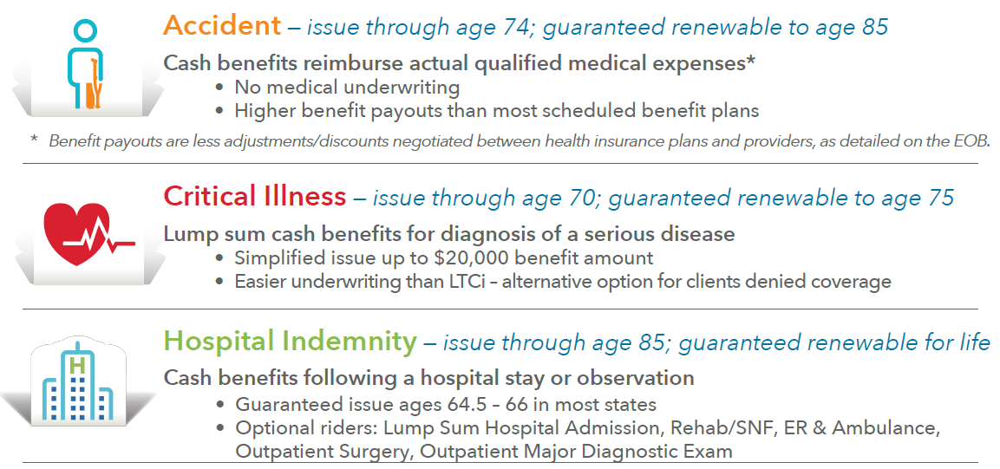 Accident – issue through age 74; guaranteed renewable to age 85
Cash benefits reimburse actual qualified medical expenses*
• No medical underwriting
• Higher benefit payouts than most scheduled benefit plans
* Benefit payouts are less adjustments/discounts negotiated between health insurance plans and providers, as detailed on the EOB.
Critical Illness – issue through age 70; guaranteed renewable to age 75
Lump sum cash benefits for diagnosis of a serious disease
• Simplified issue up to $20,000 benefit amount
• Easier underwriting than LTCi – alternative option for clients denied coverage
H
Hospital Indemnity – issue through age 85; guaranteed renewable for life
Cash benefits following a hospital stay or observation
• Guaranteed issue ages 64.5 – 66 in most states
• Optional riders: Lump Sum Hospital Admission, Rehab/SNF, ER & Ambulance,
Outpatient Surgery, Outpatient Major Diagnostic Exam